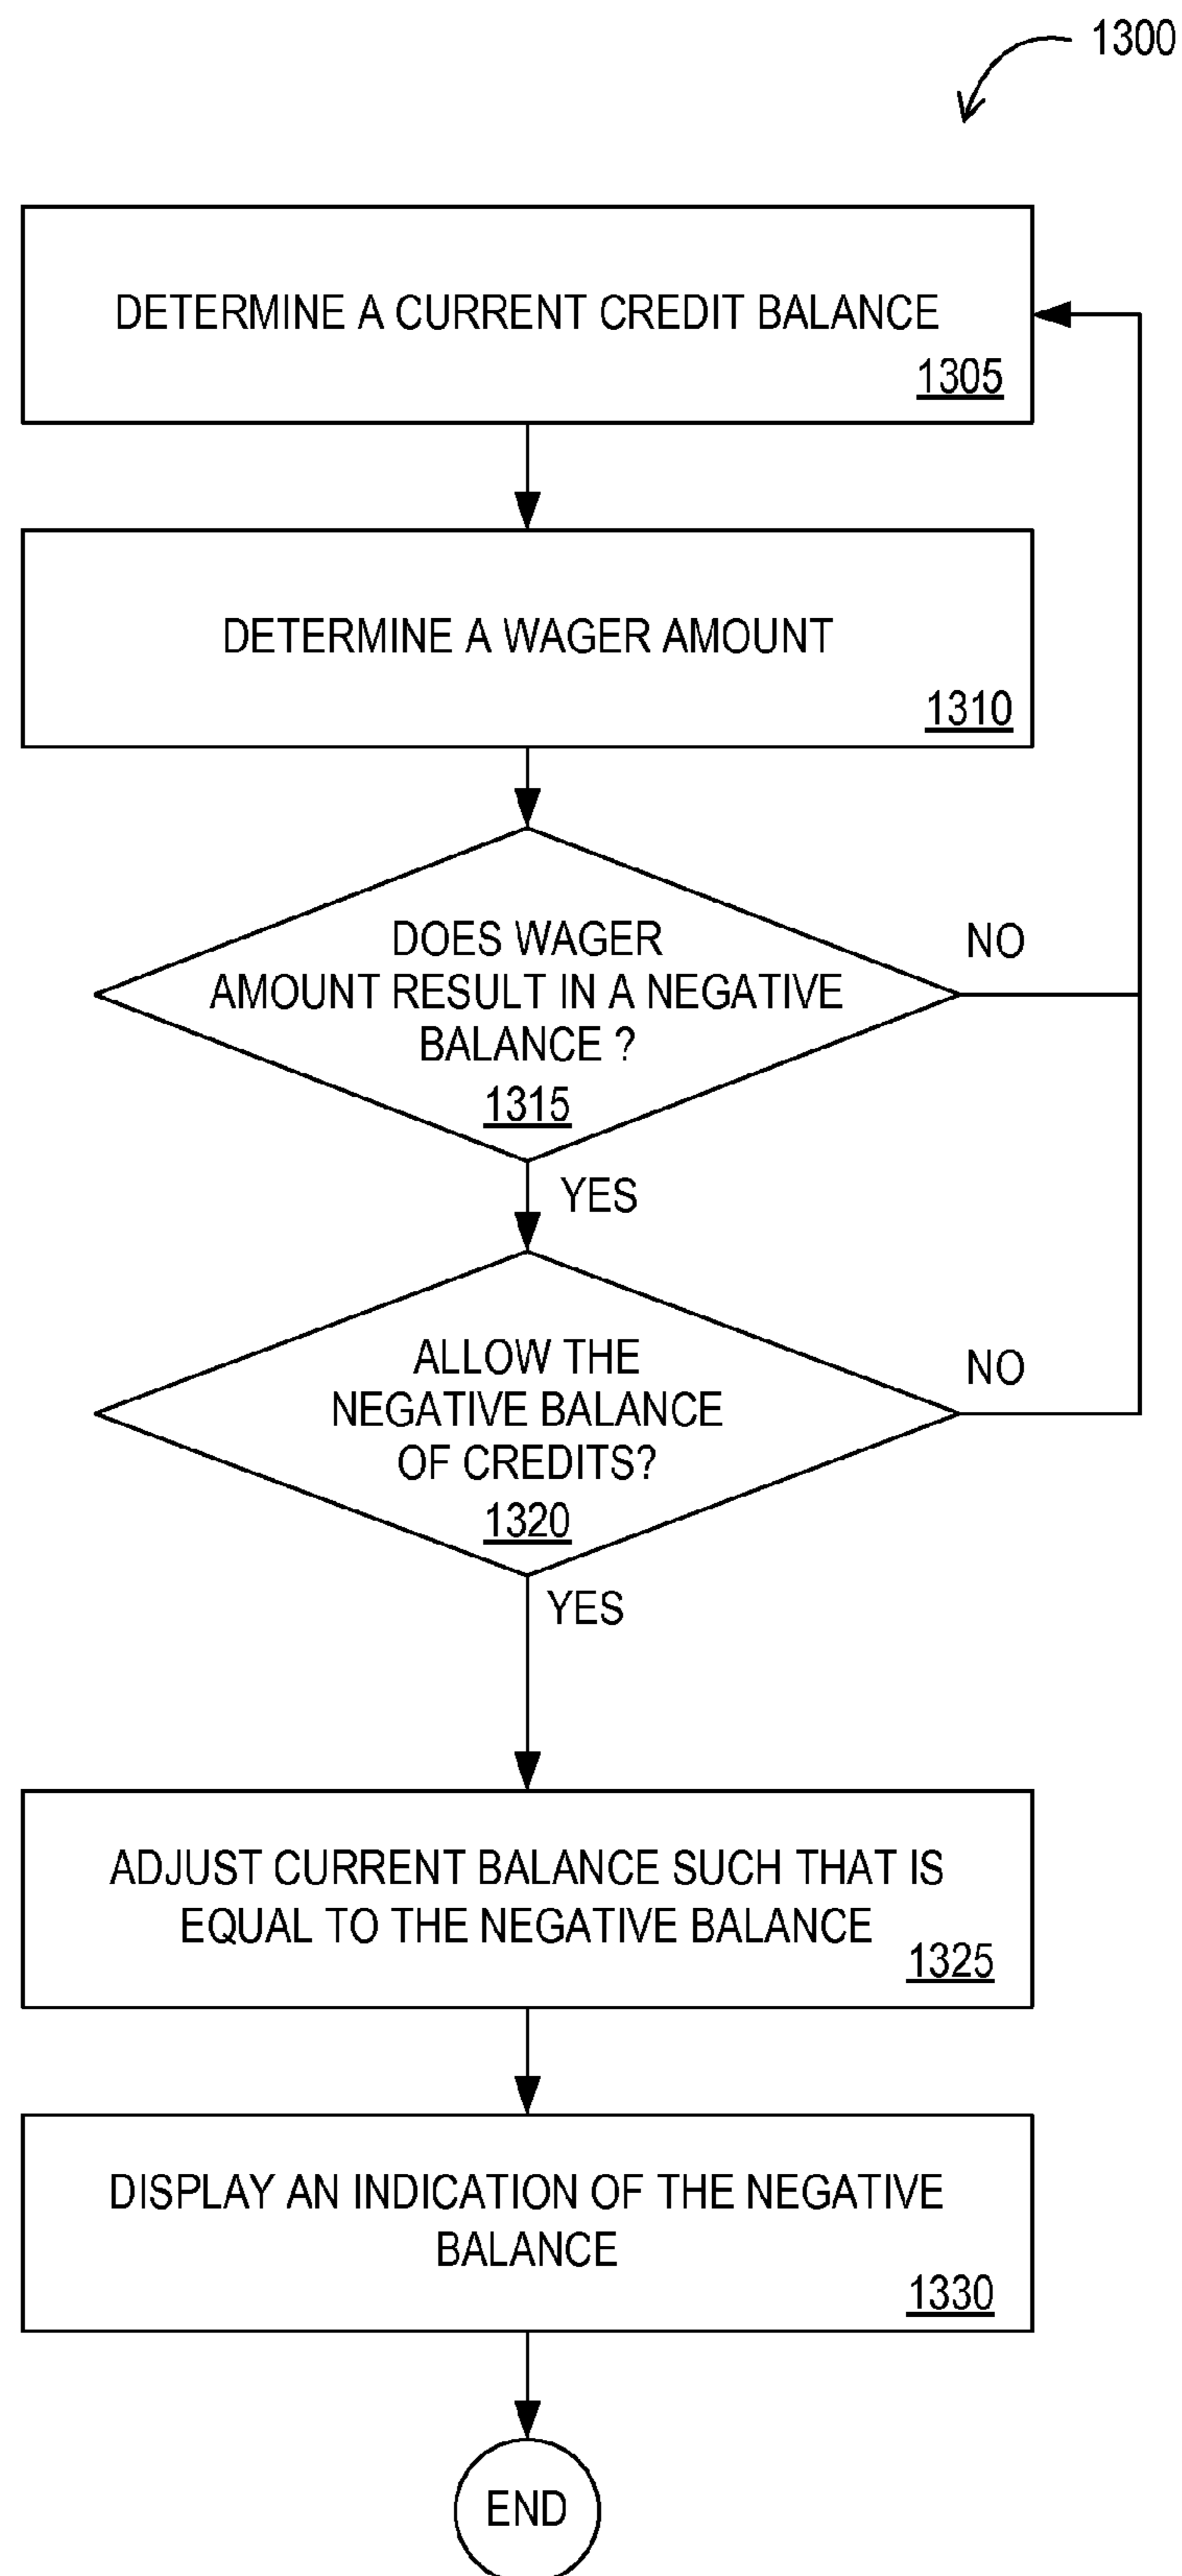 1300
DETERMINE A CURRENT CREDIT BALANCE
1305
DETERMINE A WAGER AMOUNT
1310
DOES WAGER
AMOUNT RESULT IN A NEGATIVE
BALANCE ?
1315
NO
YES
ALLOW THE
NEGATIVE BALANCE
OF CREDITS?
1320
NO
YES
ADJUST CURRENT BALANCE SUCH THAT IS
EQUAL TO THE NEGATIVE BALANCE
1325
DISPLAY AN INDICATION OF THE NEGATIVE
BALANCE
1330
END